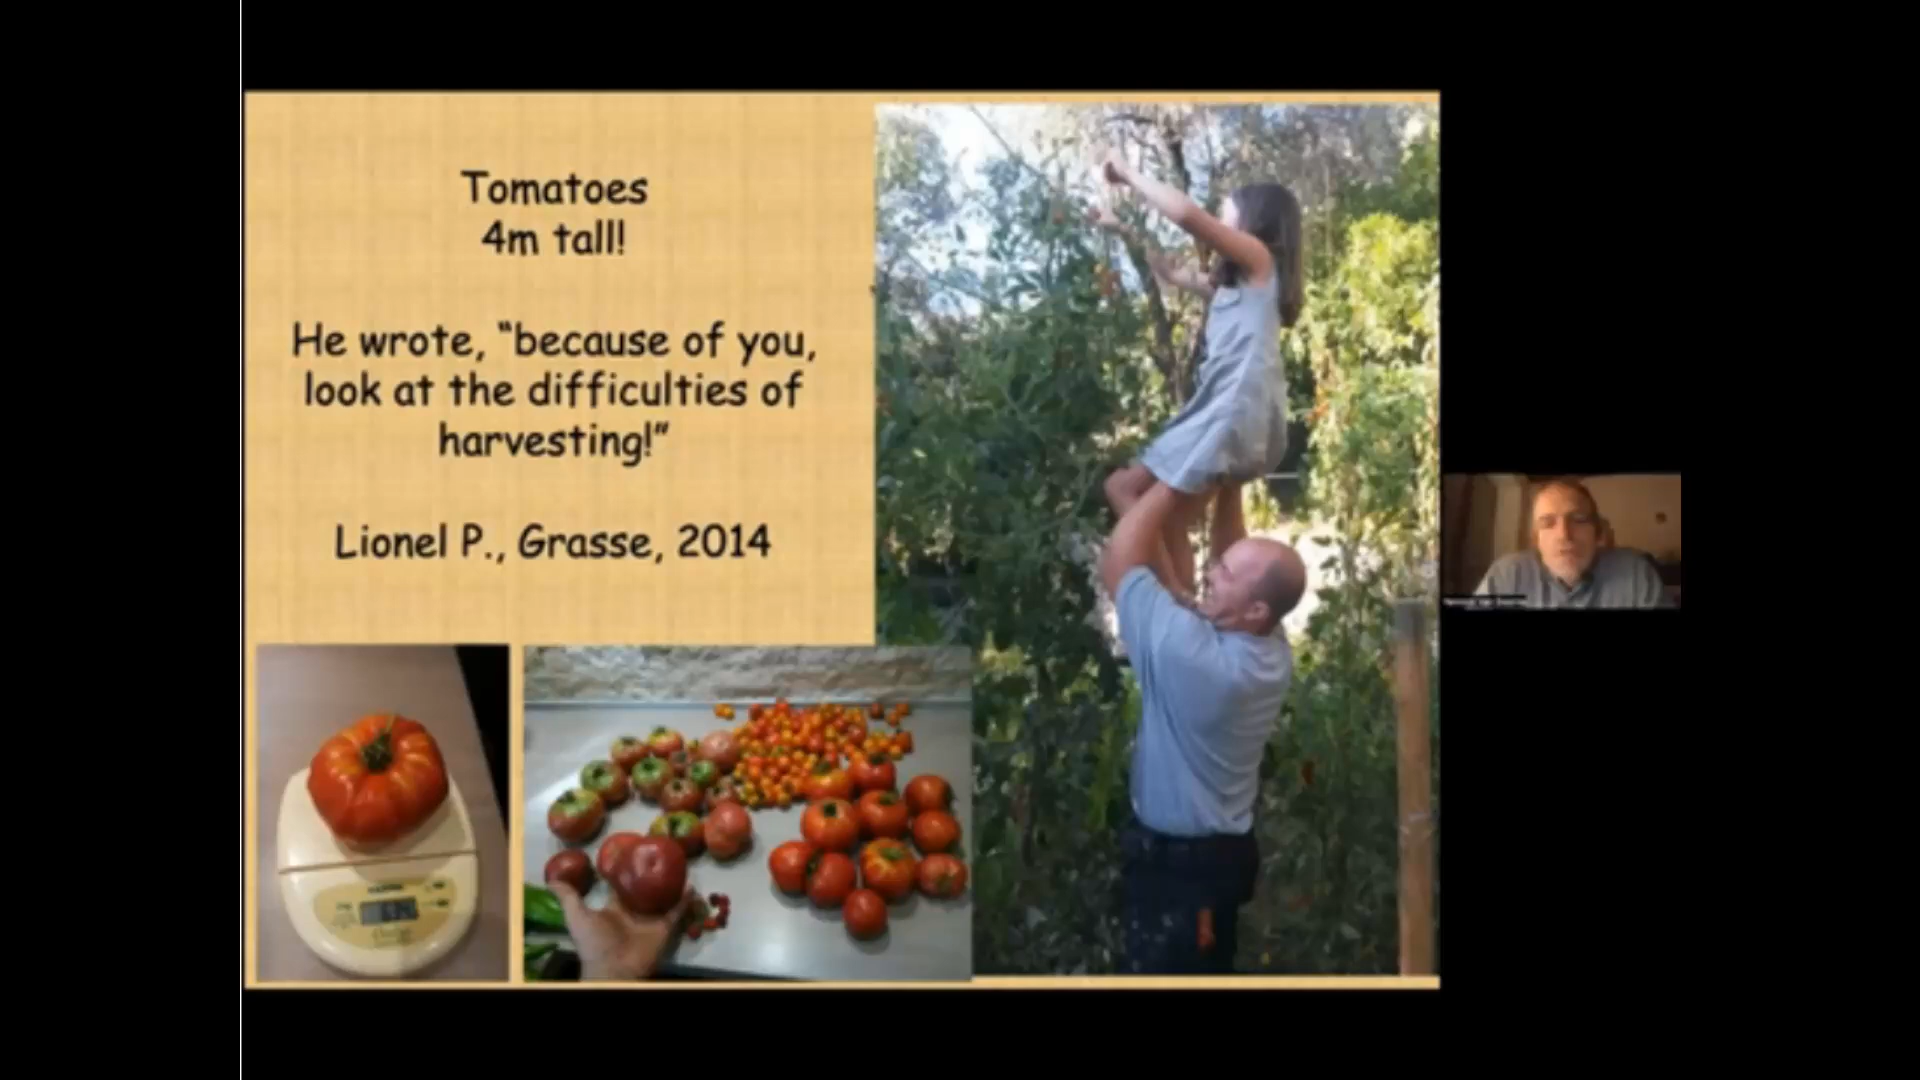 Tomatoes
4m tall!
He wrote, “because of you,
look at the difficulties of
harvesting!”
Lionel P., Grasse, 2014